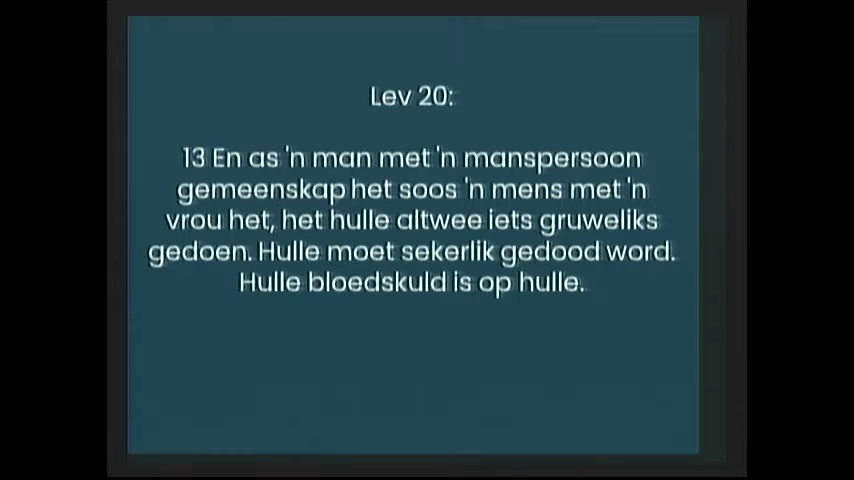 Lev 20:
13 En as 'n man met 'n manspersoon
gemeenskap het soos 'n mens met 'n
vrou het, het hulle altwee iets gruweliks
gedoen. Hulle moet sekerlik gedood word.
Hulle bloedskuld is op hulle.